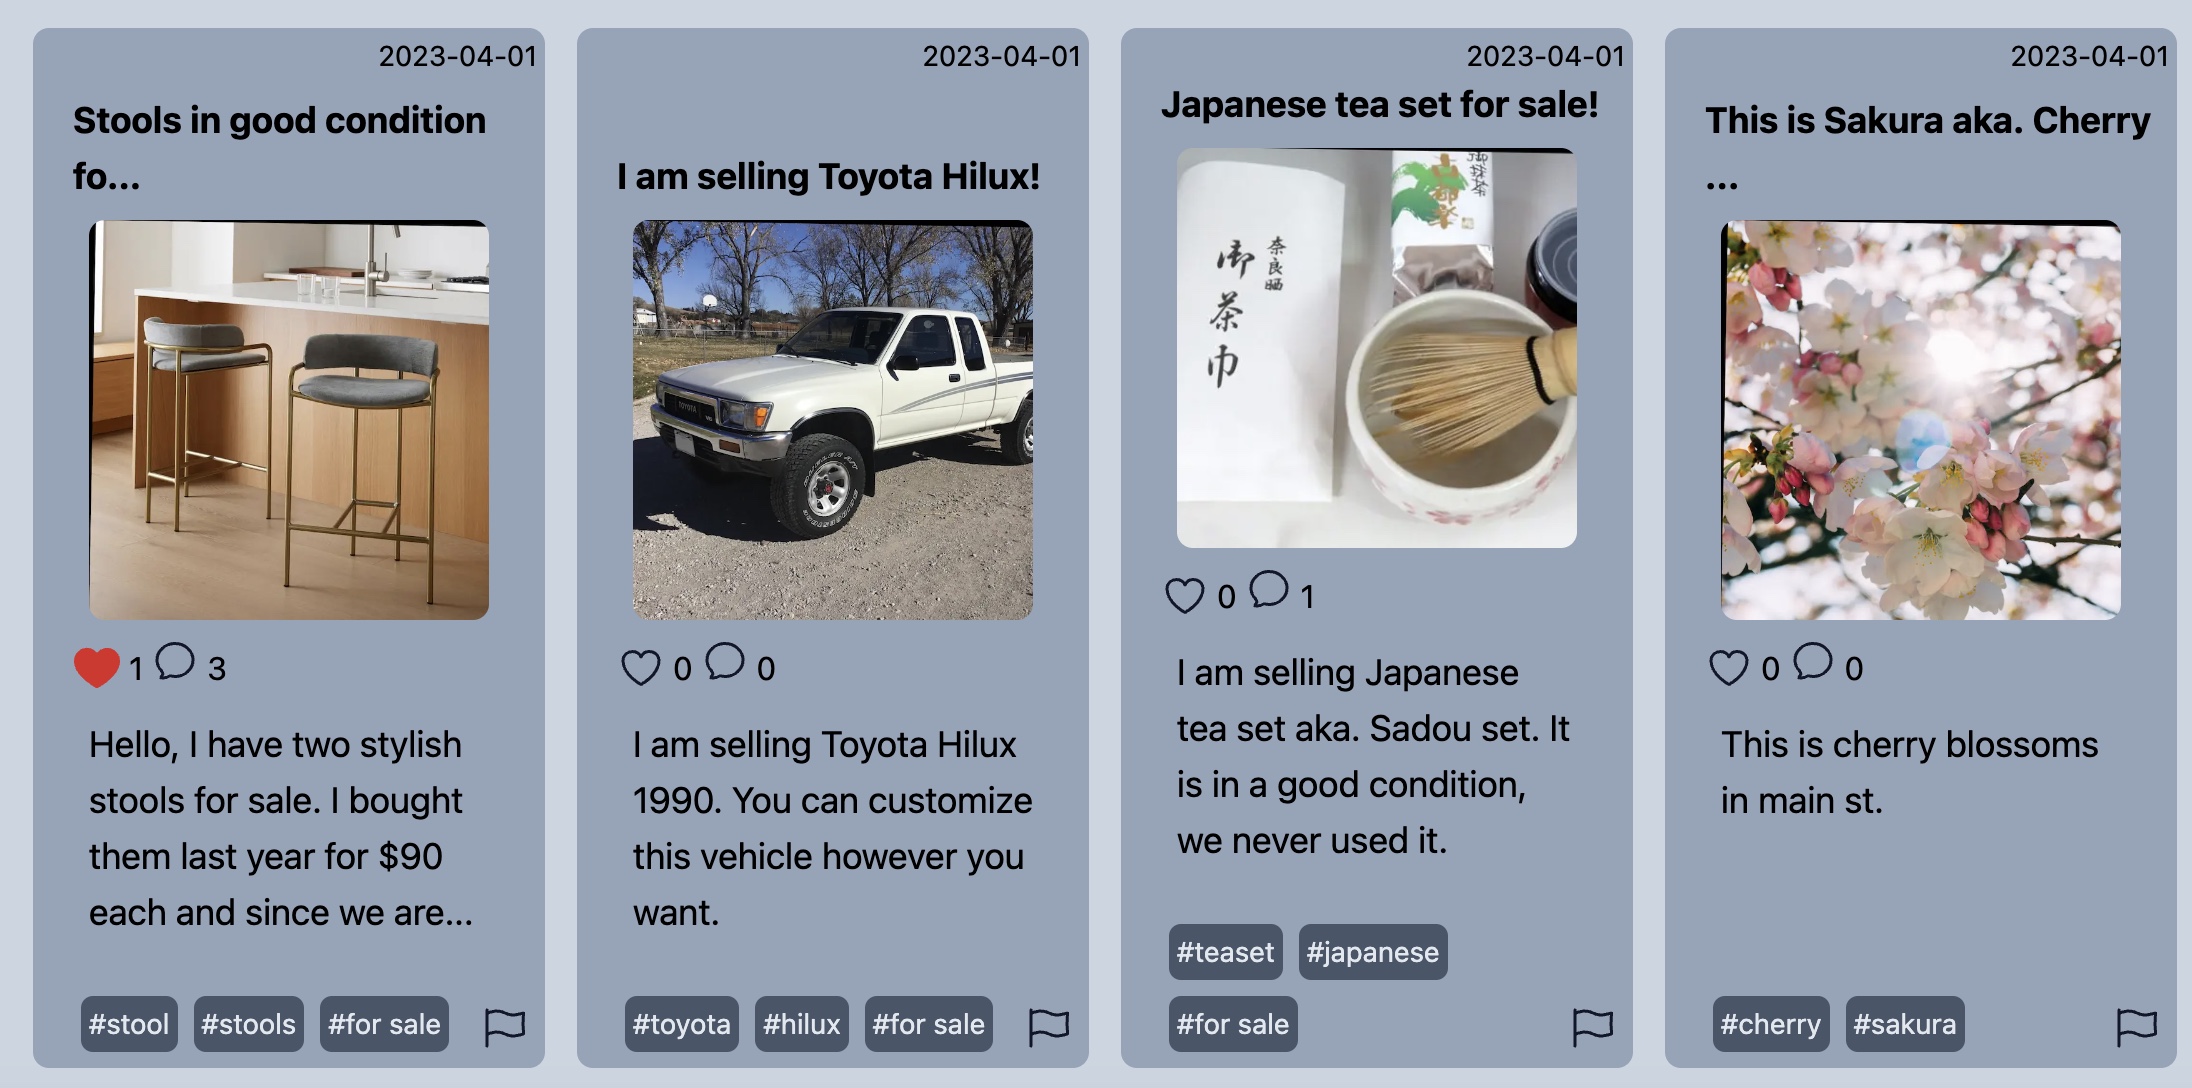 2023-04-01
Stools in good condition
fo...
1 3
Hello, I have two stylish
stools for sale. I bought
them last year for $90
each and since we are...
#stool #stools #for sale
2023-04-01
I am selling Toyota Hilux!
TOYOTA
0 0
I am selling Toyota Hilux
1990. You can customize
this vehicle however you
want.
#toyota #hilux #for sale
2023-04-01
Japanese tea set for sale!
奈良晒
御茶巾
0 1
I am selling Japanese
tea set aka. Sadou set. It
is in a good condition,
we never used it.
#teaset #japanese
#for sale
2023-04-01
This is Sakura aka. Cherry
...
0 0
This is cherry blossoms
in main st.
#cherry #sakura